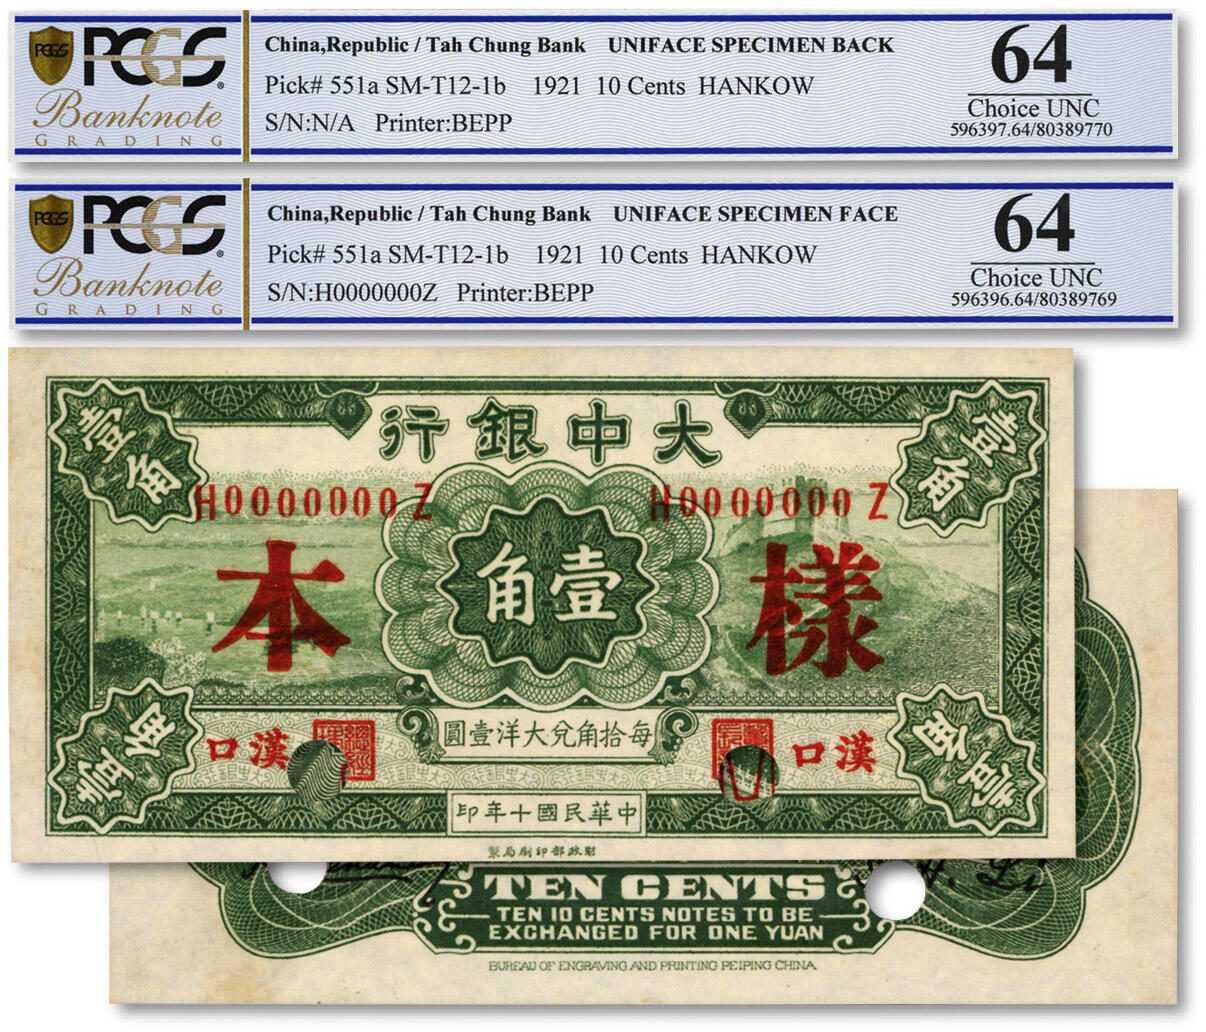 PCGS
Banknote
GRADING
China,Republic / Tah Chung Bank UNIFACE SPECIMEN BACK
Pick# 551a SM-T12-1b 1921 10 Cents HANKOW
S/N:N/A Printer:BEPP
64
Choice UNC
596397.64/80389770
PCGS
Banknote
GRADING
China,Republic / Tah Chung Bank UNIFACE SPECIMEN FACE
Pick# 551a SM-T12-1b 1921 10 Cents HANKOW
S/N:H0000000Z Printer:BEPP
64
Choice UNC
596396.64/80389769
行銀中大
壹角
壹角
H0000000Z H0000000Z
本 樣
角壹
圓壹洋大兌角拾每
口漢
口漢
壹角
壹角
印年十國民華中
製局刷印部政財
TEN CENTS
TEN 10 CENTS NOTES TO BE
EXCHANGED FOR ONE YUAN
BUREAU OF ENGRAVING AND PRINTING PEIPING CHINA